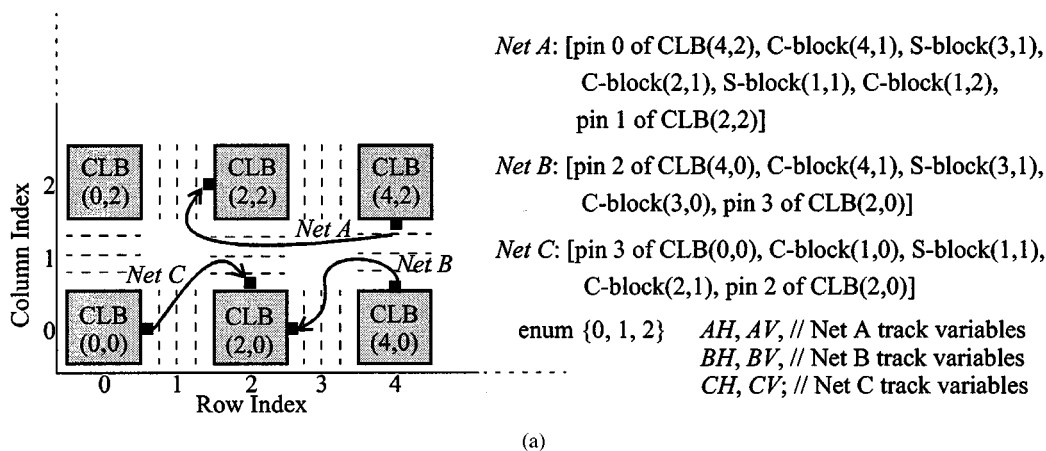 Net A: [pin 0 of CLB(4,2), C-block(4,1), S-block(3,1),
C-block(2,1), S-block(1,1), C-block(1,2),
pin 1 of CLB(2,2)]
Net B: [pin 2 of CLB(4,0), C-block(4,1), S-block(3,1),
C-block(3,0), pin 3 of CLB(2,0)]
Net C: [pin 3 of CLB(0,0), C-block(1,0), S-block(1,1),
C-block(2,1), pin 2 of CLB(2,0)]
enum {0, 1, 2} AH, AV, // Net A track variables
BH, BV, // Net B track variables
CH, CV; // Net C track variables
Column Index
2
1
0
CLB
(0,2)
CLB
(2,2)
CLB
(4,2)
Net A
Net C
Net B
CLB
(0,0)
CLB
(2,0)
CLB
(4,0)
0 1 2 3 4
Row Index
(a)